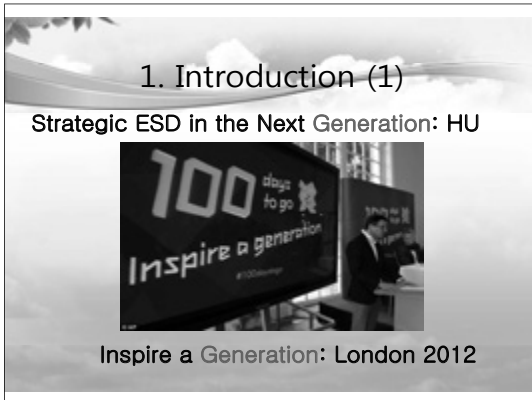 1. Introduction (1)
Strategic ESD in the Next Generation: HU
100 days
to go
Inspire a generation
#100daystogo
100
Inspire a Generation: London 2012